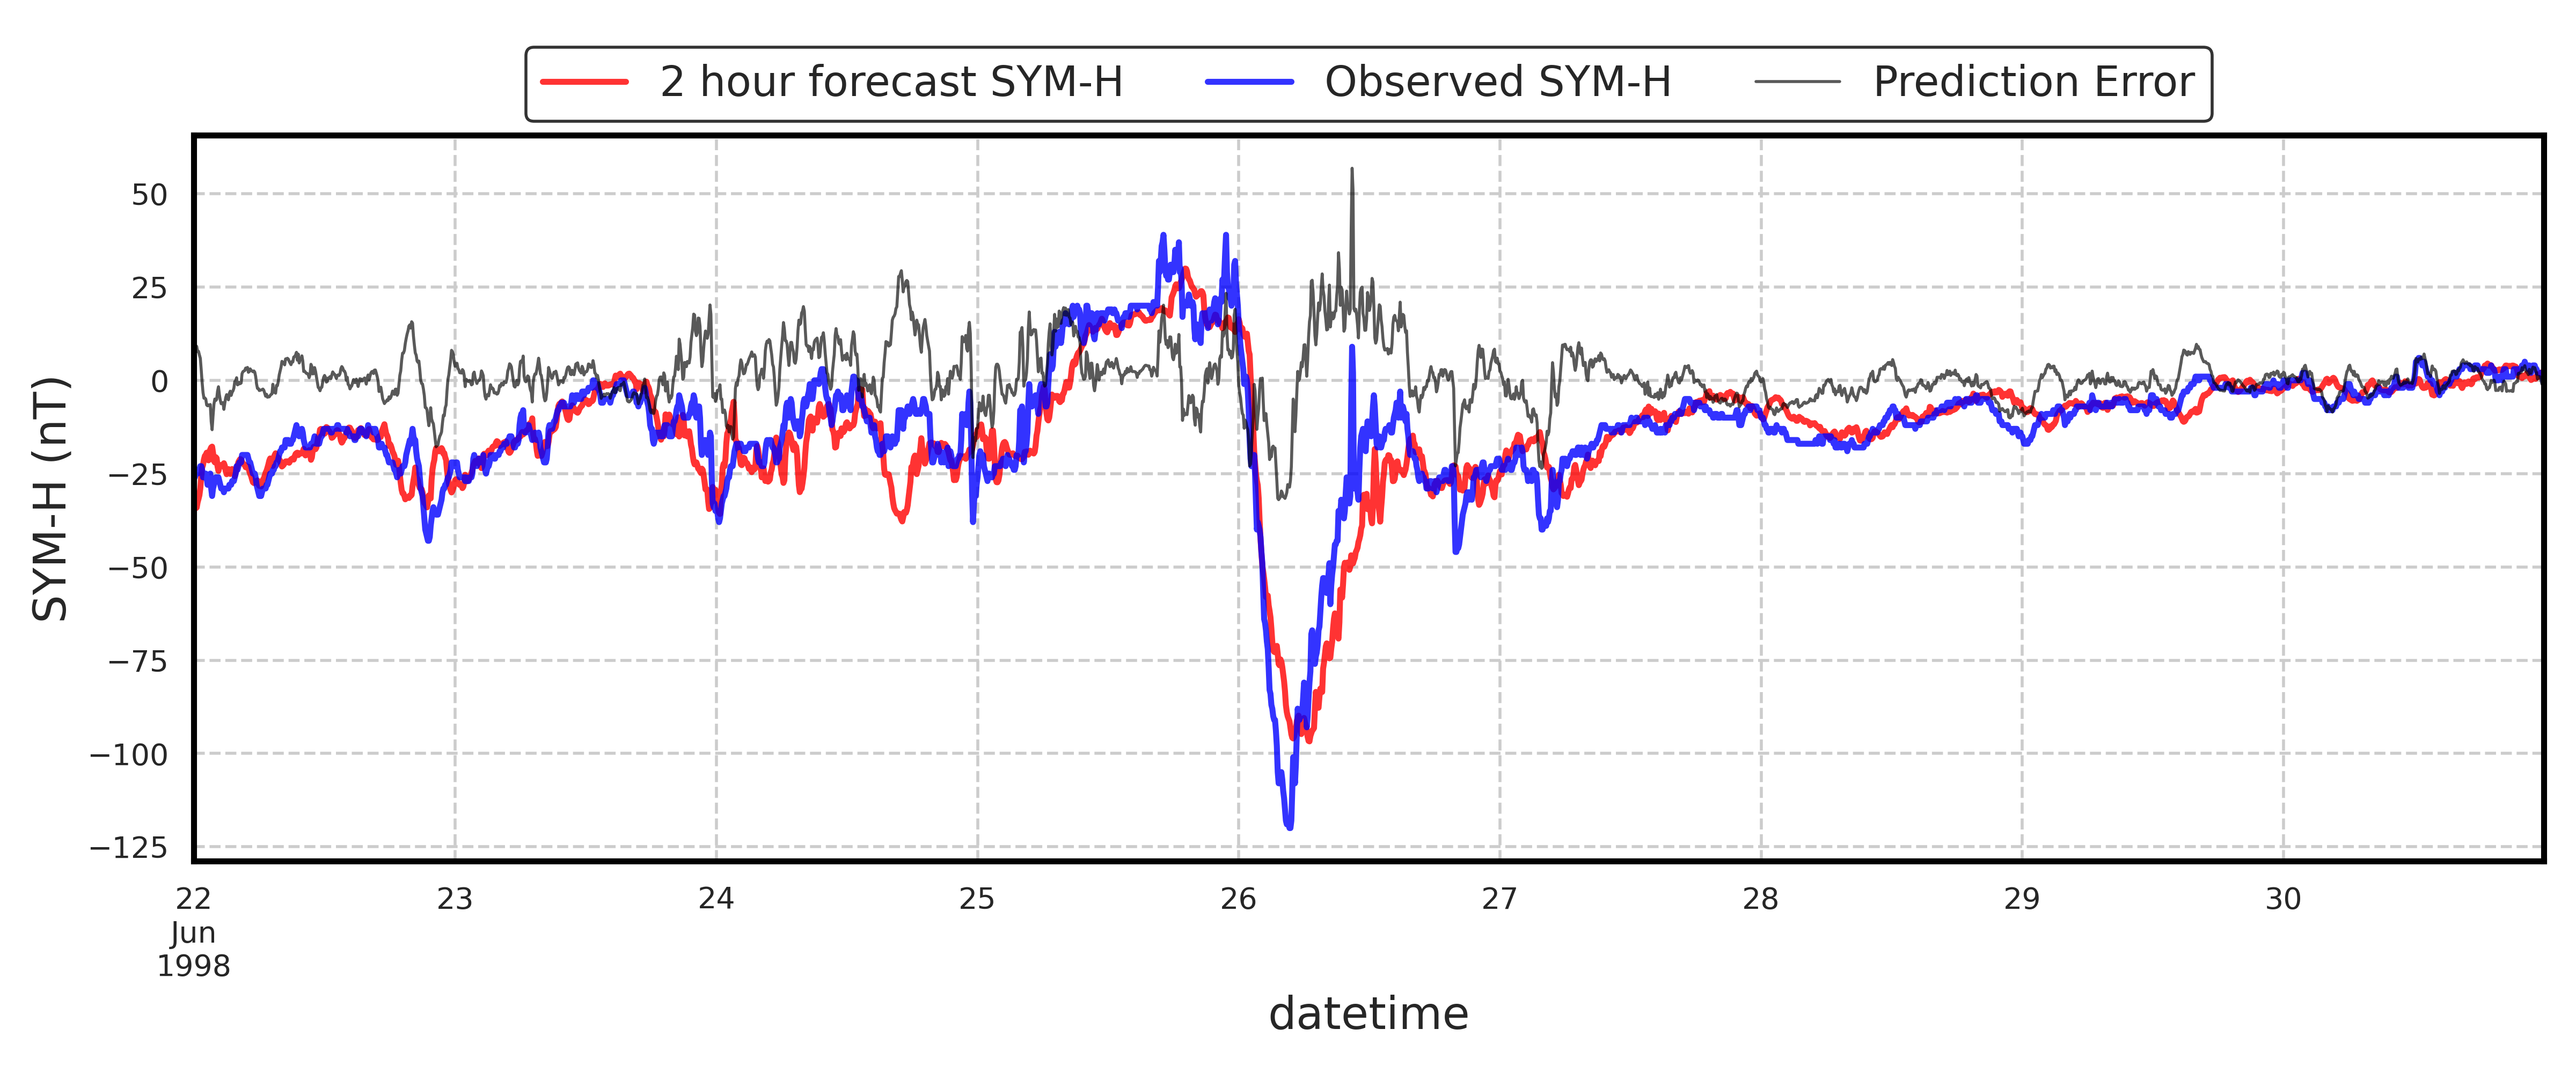 2 hour forecast SYM-H Observed SYM-H Prediction Error
SYM-H (nT)
50
25
0
−25
−50
−75
−100
−125
22 23 24 25 26 27 28 29 30
Jun
1998
datetime